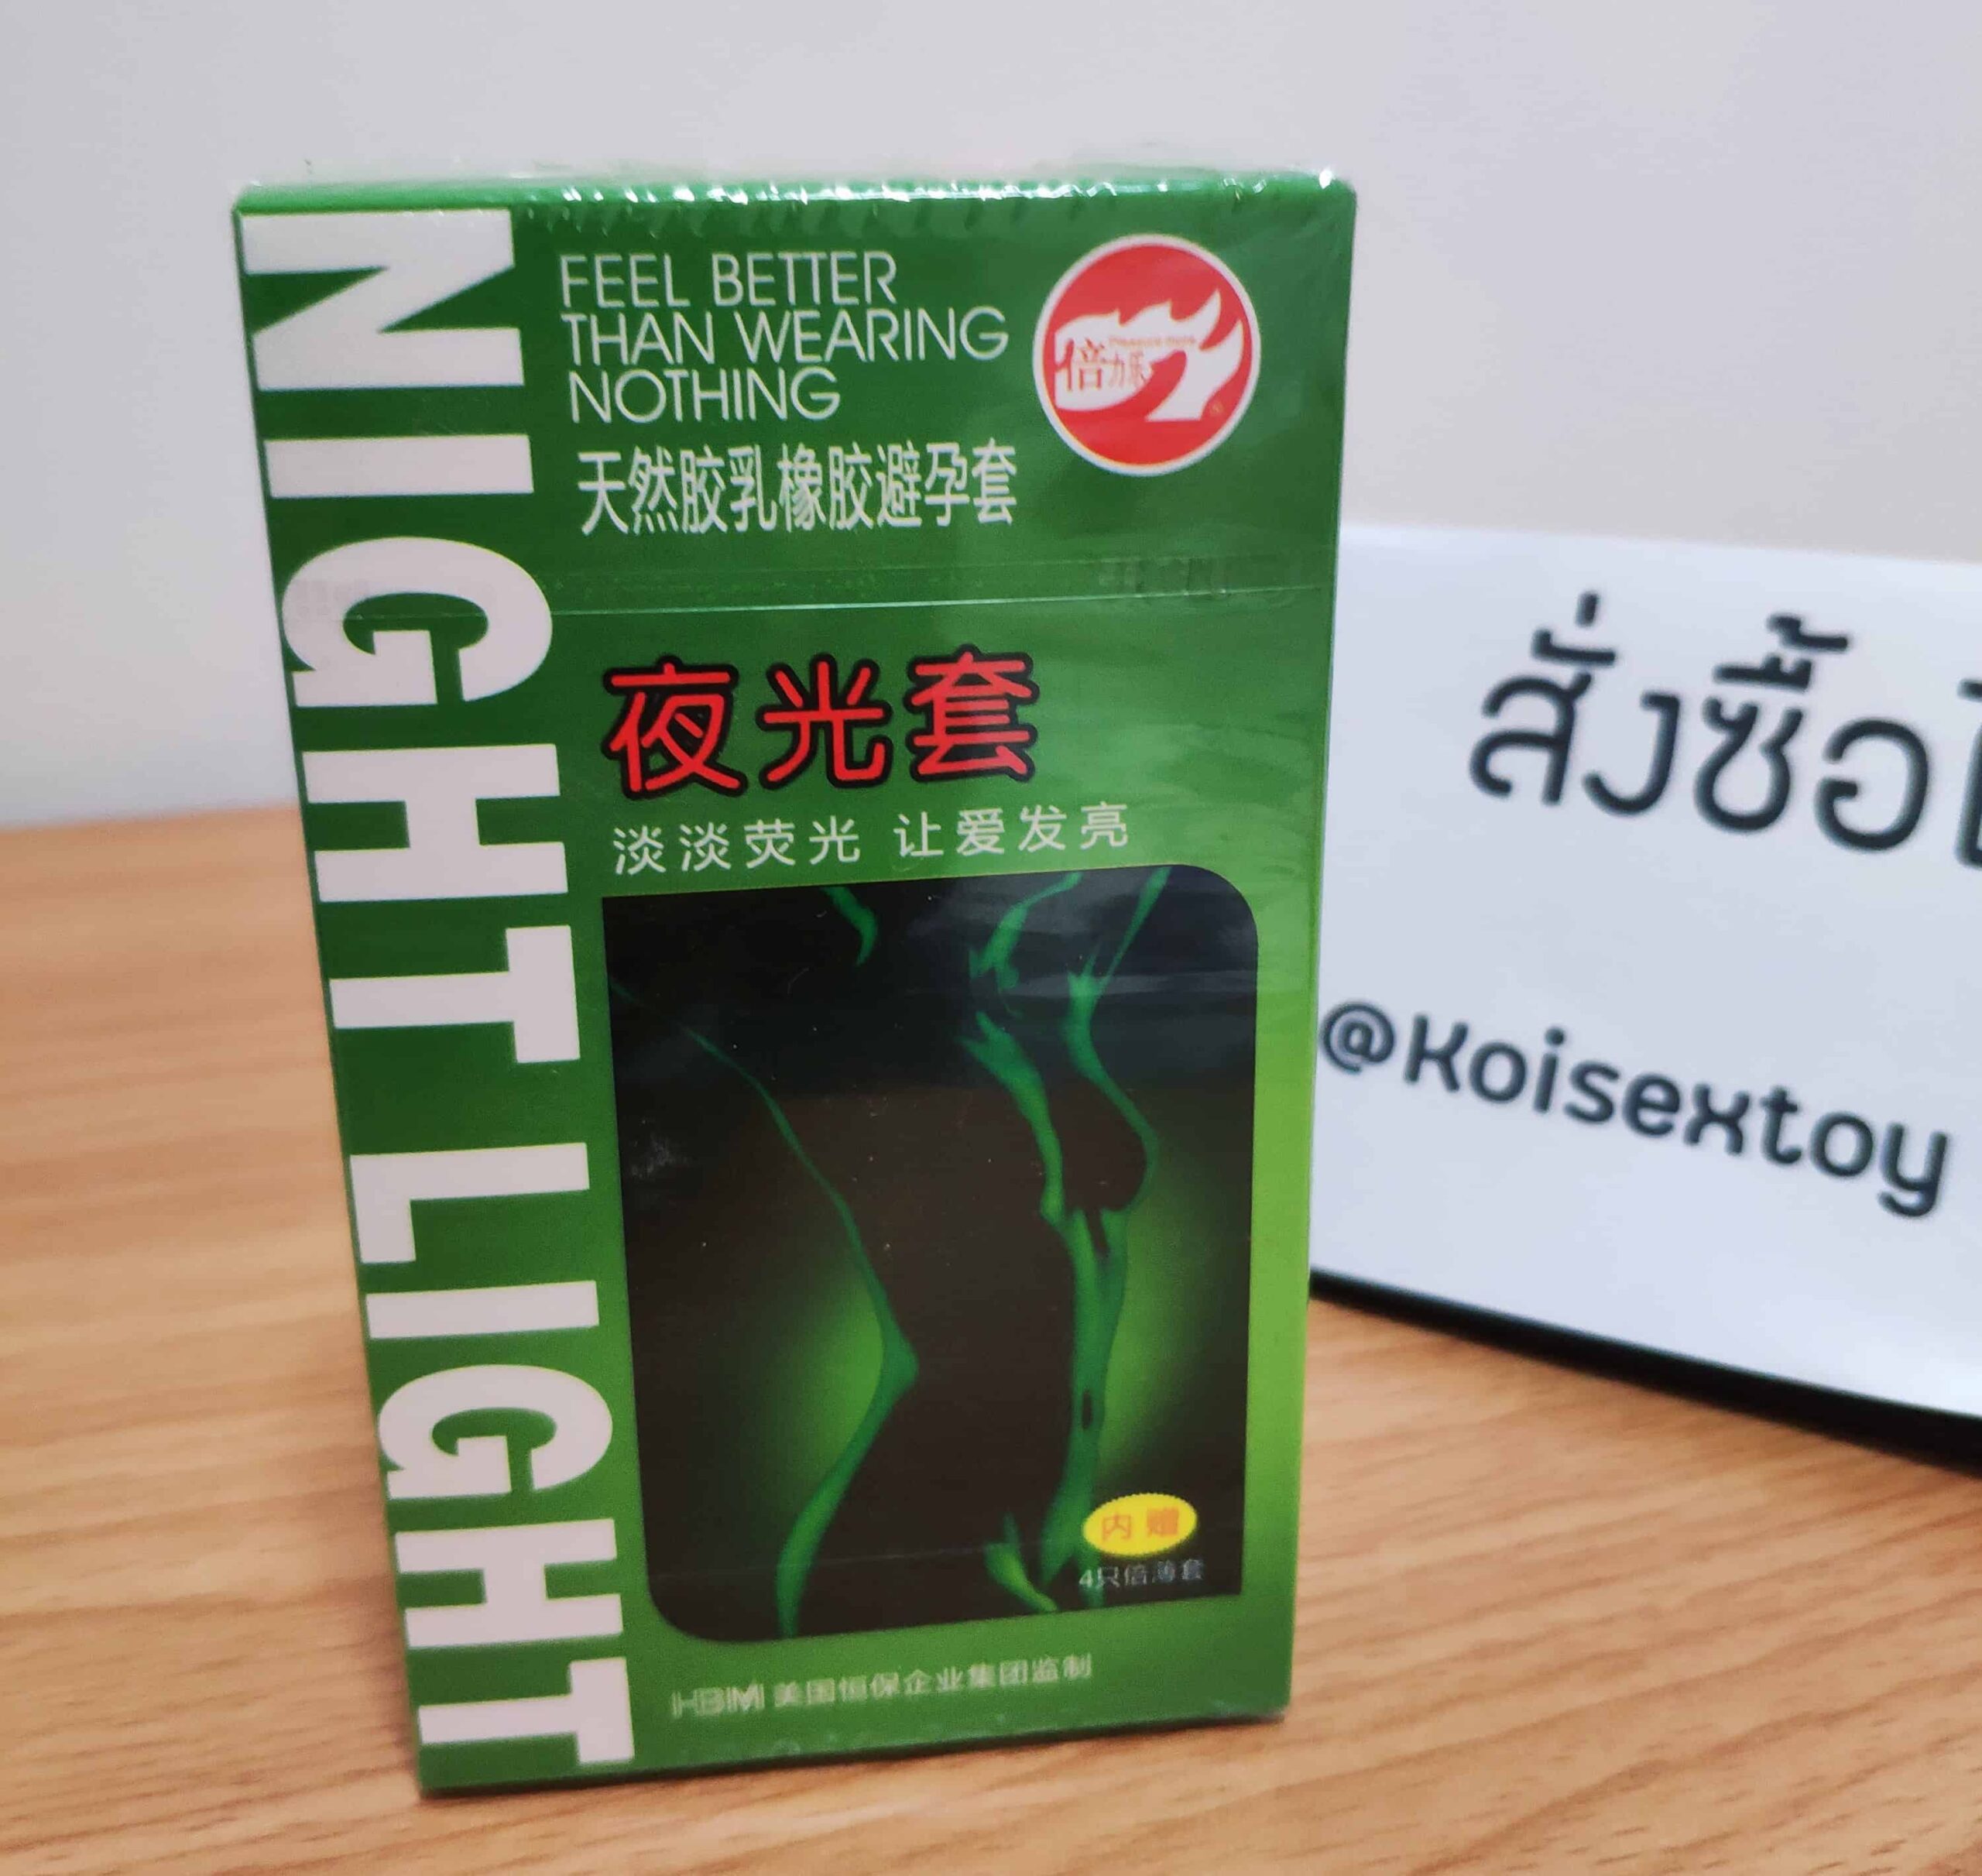 NIGHT LIGHT
FEEL BETTER
THAN WEARING
NOTHING
倍力乐
®
天然胶乳橡胶避孕套
夜光套
淡淡荧光 让爱发亮
内赠
4只倍薄套
HBM 美国恒保企业集团监制
สั่งซื้อ
@Koisextoy